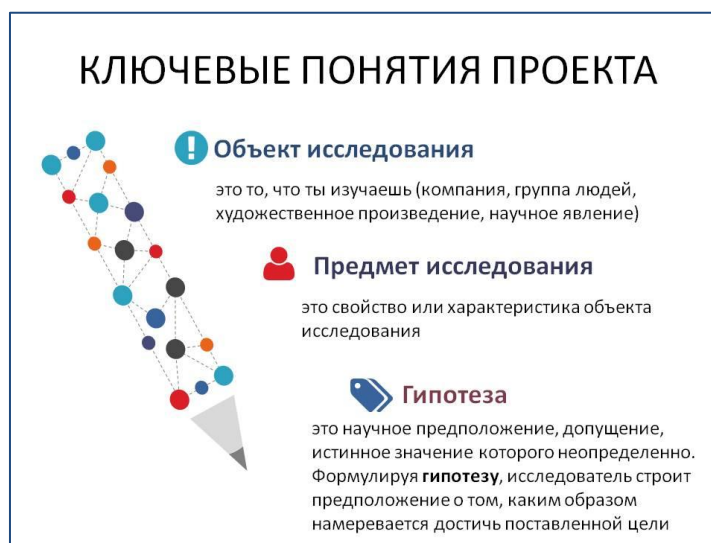 КЛЮЧЕВЫЕ ПОНЯТИЯ ПРОЕКТА
Объект исследования
это то, что ты изучаешь (компания, группа людей,
художественное произведение, научное явление)
Предмет исследования
это свойство или характеристика объекта
исследования
Гипотеза
это научное предположение, допущение,
истинное значение которого неопределенно.
Формулируя гипотезу, исследователь строит
предположение о том, каким образом
намеревается достичь поставленной цели